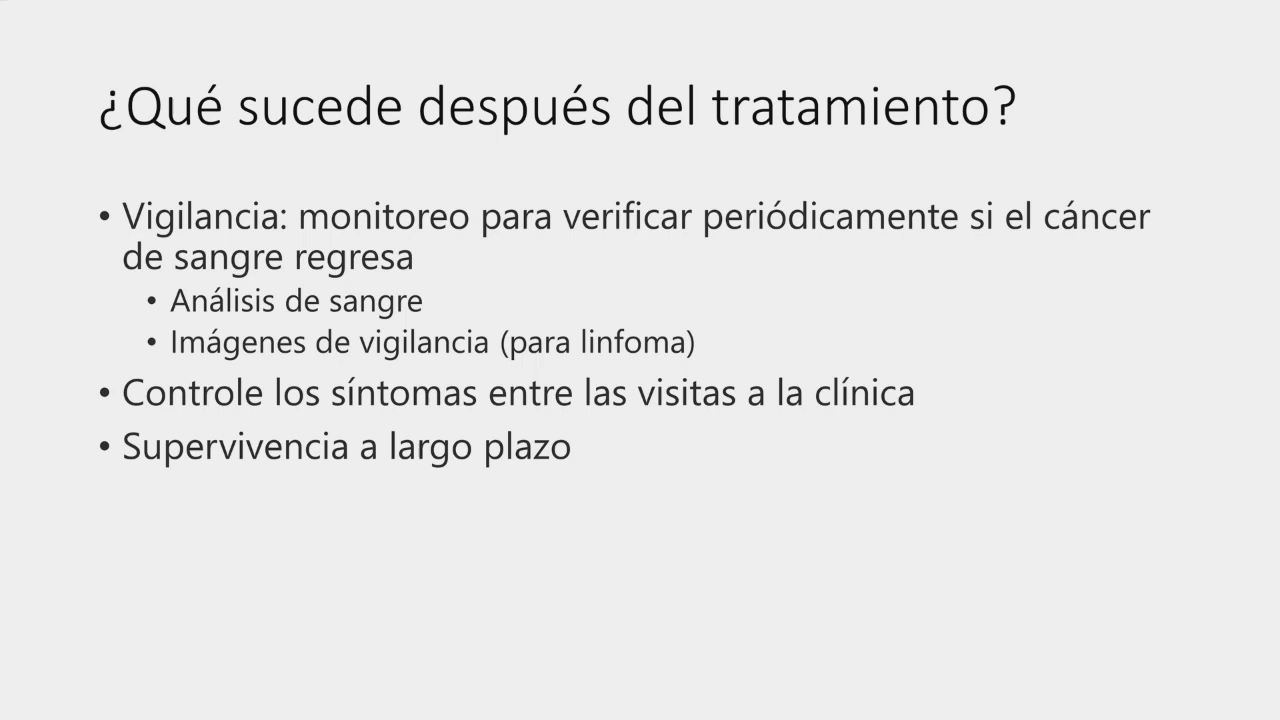 ¿Qué sucede después del tratamiento?
• Vigilancia: monitoreo para verificar periódicamente si el cáncer
de sangre regresa
• Análisis de sangre
• Imágenes de vigilancia (para linfoma)
• Controle los síntomas entre las visitas a la clínica
• Supervivencia a largo plazo